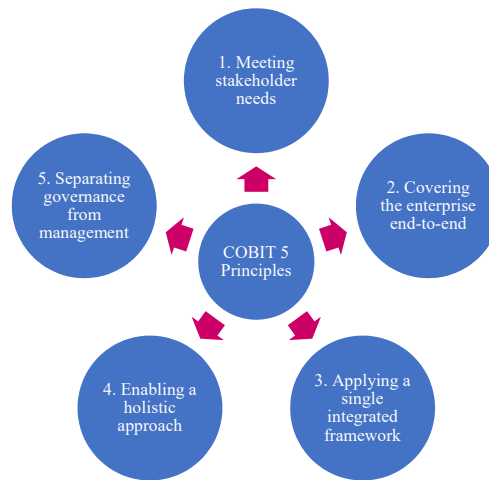 1. Meeting
stakeholder
needs
2. Covering
the enterprise
end-to-end
3. Applying a
single
integrated
framework
4. Enabling a
holistic
approach
5. Separating
governance
from
management
COBIT 5
Principles